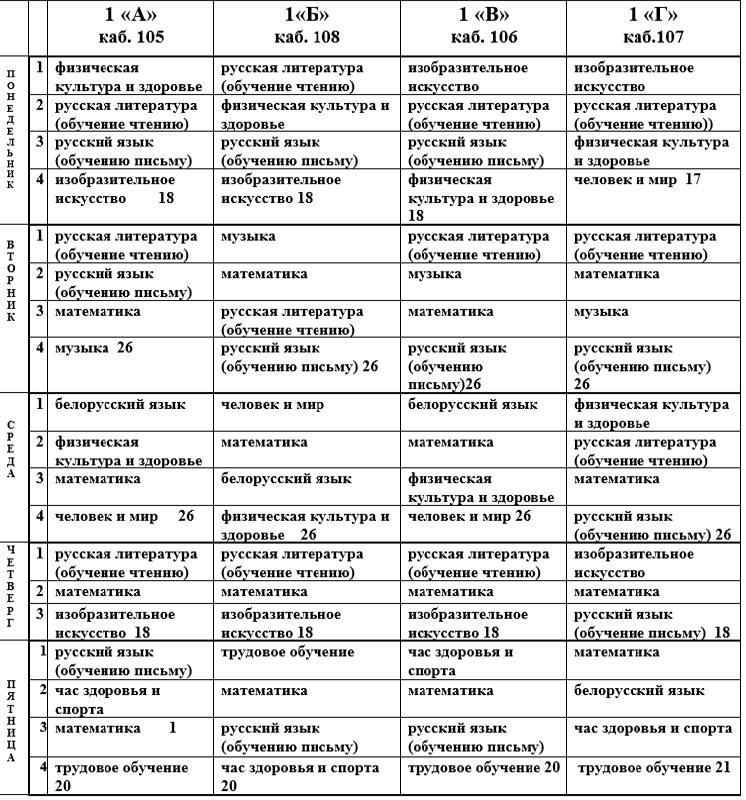 1 «А» 1«Б» 1 «В» 1 «Г»
каб. 105 каб. 108 каб. 106 каб.107
ПОНЕДЕЛЬНИК
1 физическая русская литература изобразительное изобразительное
культура и здоровье (обучение чтению) искусство искусство
2 русская литература физическая культура и русская литература русская литература
(обучение чтению) здоровье (обучение чтению) (обучение чтению))
3 русский язык русский язык русский язык физическая культура
(обучению письму) (обучению письму) (обучению письму) и здоровье
4 изобразительное изобразительное физическая человек и мир 17
искусство 18 искусство 18 культура и здоровье
18
ВТОРНИК
1 русская литература музыка русская литература русская литература
(обучение чтению) (обучение чтению) (обучение чтению)
2 русский язык математика музыка математика
(обучению письму)
3 математика русская литература математика музыка
(обучение чтению)
4 музыка 26 русский язык русский язык русский язык
(обучению письму) 26 (обучению (обучению письму)
письму)26 26
СРЕДА
1 белорусский язык человек и мир белорусский язык физическая культура
и здоровье
2 физическая математика математика русская литература
культура и здоровье (обучение чтению)
3 математика белорусский язык физическая математика
культура и здоровье
4 человек и мир 26 физическая культура и человек и мир 26 русский язык
здоровье 26 (обучению письму) 26
ЧЕТВЕРГ
1 русская литература русская литература русская литература изобразительное
(обучение чтению) (обучение чтению) (обучение чтению) искусство
2 математика математика математика математика
3 изобразительное изобразительное изобразительное русский язык
искусство 18 искусство 18 искусство 18 (обучение письму) 18
ПЯТНИЦА
1 русский язык трудовое обучение час здоровья и математика
(обучению письму) спорта
2 час здоровья и математика математика белорусский язык
спорта
3 математика 1 русский язык русский язык час здоровья и спорта
(обучению письму) (обучению письму)
4 трудовое обучение час здоровья и спорта трудовое обучение 20 трудовое обучение 21
20 20